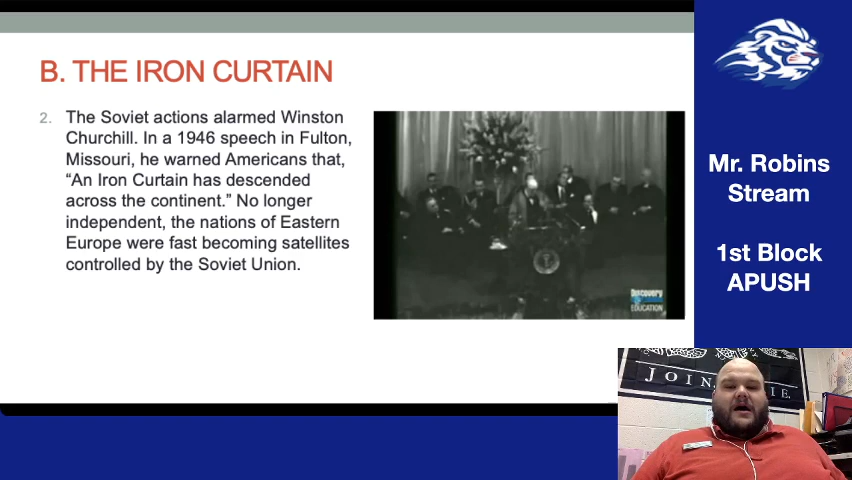 B. THE IRON CURTAIN
2. The Soviet actions alarmed Winston
Churchill. In a 1946 speech in Fulton,
Missouri, he warned Americans that,
“An Iron Curtain has descended
across the continent.” No longer
independent, the nations of Eastern
Europe were fast becoming satellites
controlled by the Soviet Union.
Discovery
EDUCATION
Mr. Robins
Stream
1st Block
APUSH
JOIN
IE.